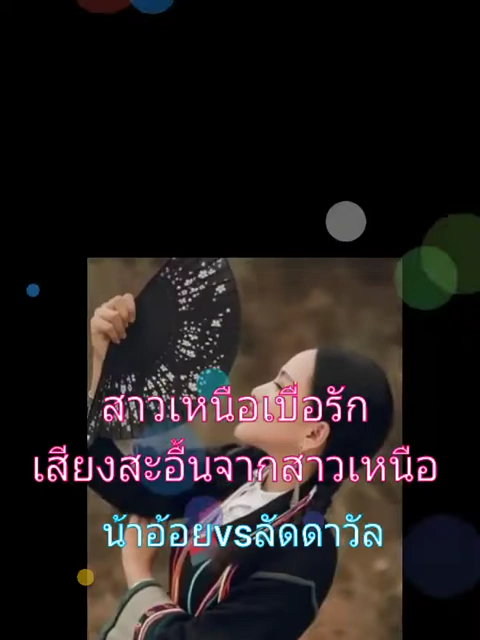 สาวเหนือเบื่อรัก
เสียงสะอื้นจากสาวเหนือ
น้าอ้อยvsลัดดาวัล